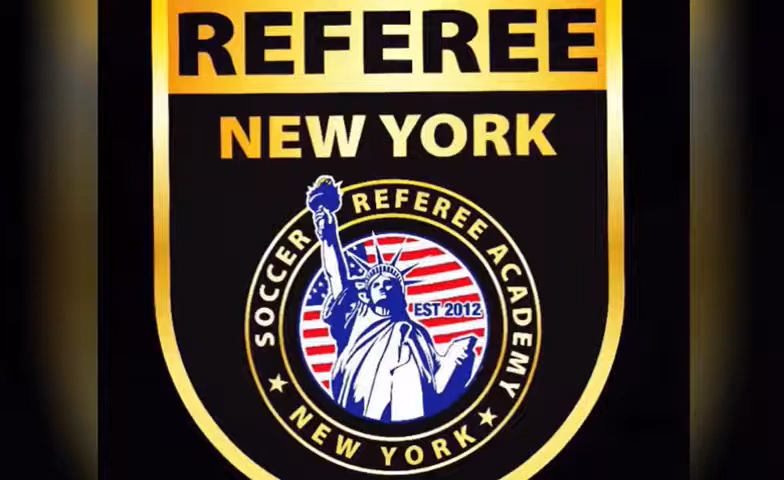 REFEREE
NEW YORK
SOCCER REFEREE ACADEMY
EST 2012
NEW YORK